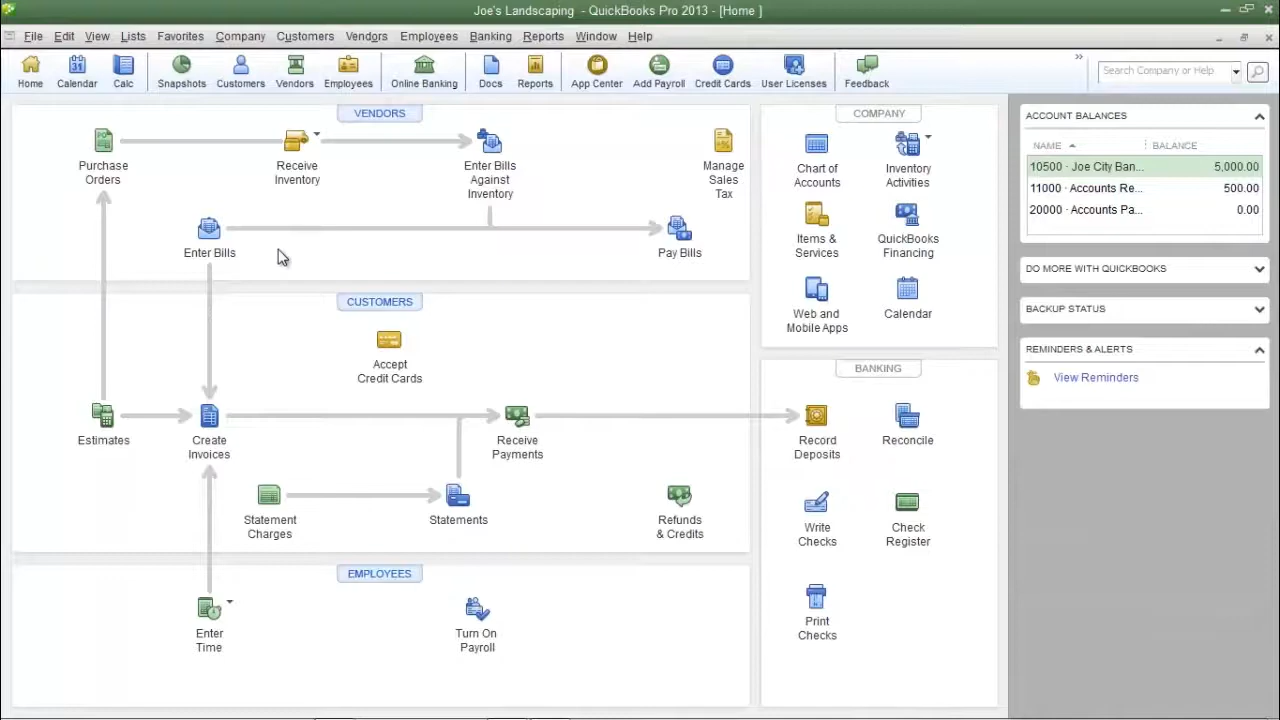 Joe's Landscaping - QuickBooks Pro 2013 - [Home ]
File Edit View Lists Favorites Company Customers Vendors Employees Banking Reports Window Help
Home Calendar Calc Snapshots Customers Vendors Employees Online Banking Docs Reports App Center Add Payroll Credit Cards User Licenses Feedback
31
Search Company or Help
VENDORS
Purchase
Orders
Receive
Inventory
Enter Bills
Against
Inventory
Manage
Sales
Tax
Enter Bills
Pay Bills
CUSTOMERS
Accept
Credit Cards
Estimates
Create
Invoices
Receive
Payments
Statement
Charges
Statements
Refunds
& Credits
EMPLOYEES
Enter
Time
Turn On
Payroll
COMPANY
Chart of
Accounts
Inventory
Activities
Items &
Services
QuickBooks
Financing
Web and
Mobile Apps
Calendar
BANKING
Record
Deposits
Reconcile
Write
Checks
Check
Register
Print
Checks
ACCOUNT BALANCES
NAME BALANCE
10500 · Joe City Ban... 5,000.00
11000 · Accounts Re... 500.00
20000 · Accounts Pa... 0.00
DO MORE WITH QUICKBOOKS
BACKUP STATUS
REMINDERS & ALERTS
View Reminders